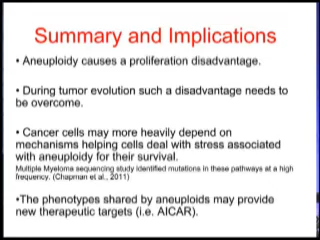 Summary and Implications
• Aneuploidy causes a proliferation disadvantage.
• During tumor evolution such a disadvantage needs to
be overcome.
• Cancer cells may more heavily depend on
mechanisms helping cells deal with stress associated
with aneuploidy for their survival.
Multiple Myeloma sequencing study identified mutations in these pathways at a high
frequency. (Chapman et al., 2011)
•The phenotypes shared by aneuploids may provide
new therapeutic targets (i.e. AICAR).